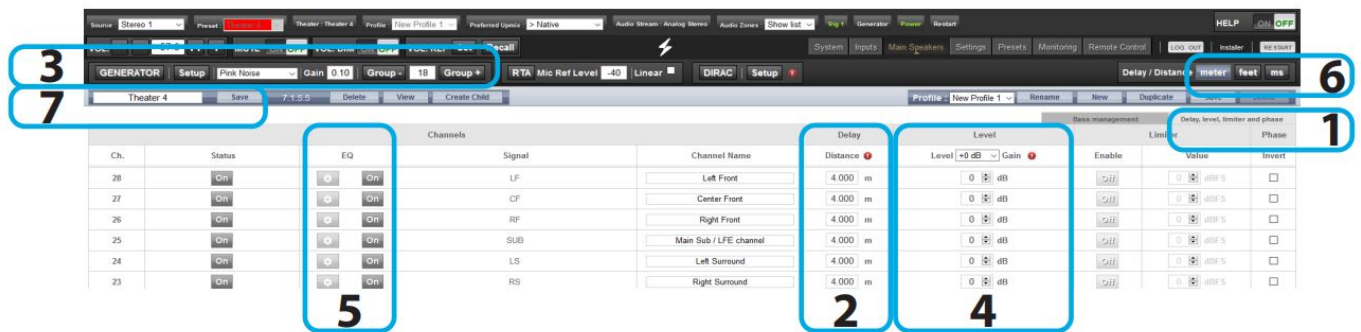 Source : Stereo 1 Preset : Theater 4 Theater : Theater 4 Profile : New Profile 1 Preferred Upmix : > Native Audio Stream : Analog Stereo Audio Zones : Show list Trig 1 Generator Power Restart HELP ON OFF
Recall System Inputs Main Speakers Settings Presets Monitoring Remote Control LOG OUT Installer RESTART
3 GENERATOR Setup Pink Noise Gain 0.10 Group - 18 Group + RTA Mic Ref Level -40 Linear DIRAC Setup Delay / Distance meter feet ms 6
7 Theater 4 Save 7.1.5.5 Delete View Create Child Profile : New Profile 1 Rename New Duplicate Save
Bass management Delay, level, limiter and phase 1
Channels Delay Level Limiter Phase
Ch. Status EQ Signal Channel Name Distance Level +0 dB Gain Enable Value Invert
28 On On LF Left Front 4.000 m 0 dB Off 0 dBFS
27 On On CF Center Front 4.000 m 0 dB Off 0 dBFS
26 On On RF Right Front 4.000 m 0 dB Off 0 dBFS
25 On On SUB Main Sub / LFE channel 4.000 m 0 dB Off 0 dBFS
24 On On LS Left Surround 4.000 m 0 dB Off 0 dBFS
23 On On RS Right Surround 4.000 m 0 dB Off 0 dBFS
5 2 4